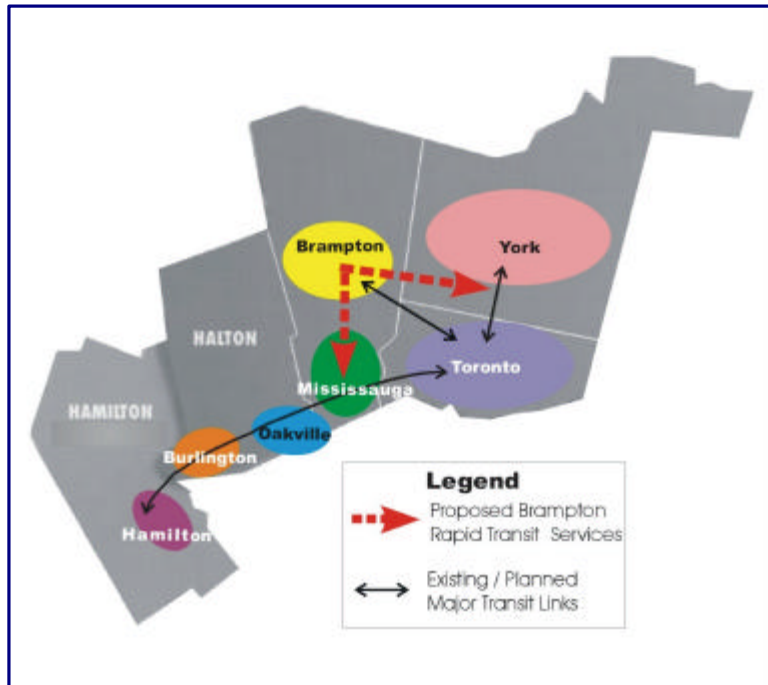 Brampton
York
HALTON
Toronto
Mississauga
HAMILTON
Oakville
Burlington
Hamilton
Legend
Proposed Brampton
Rapid Transit Services
Existing / Planned
Major Transit Links